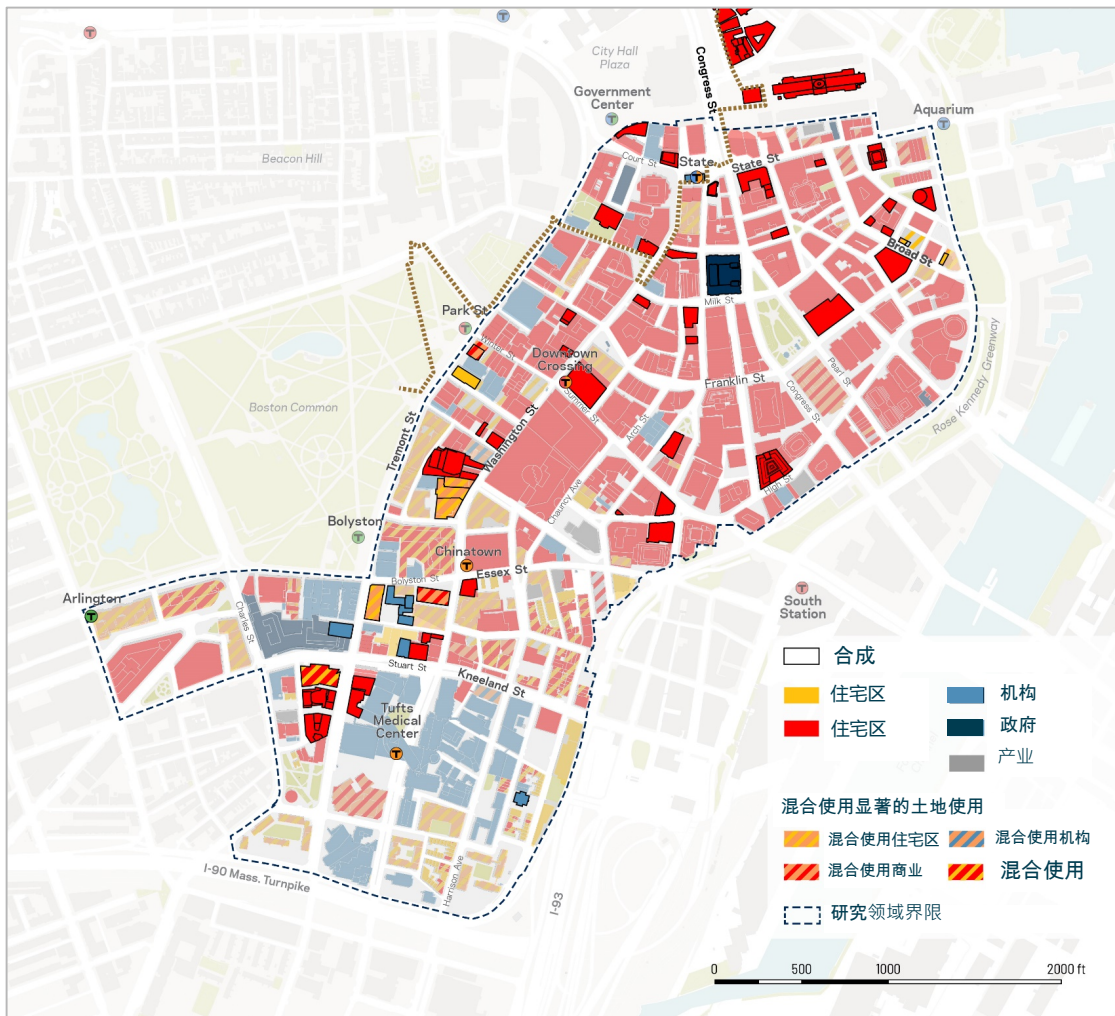 City Hall
Plaza
Congress St
Government
Center
Aquarium
Beacon Hill
Court St
State
State St
Broad St
Milk St
Park St
Winter St
Downtown
Crossing
Summer St
Franklin St
Pearl St
Congress St
Rose Kennedy Greenway
Boston Common
Tremont St
Washington St
Arch St
High St
Chauncy Ave
Bolyston
Chinatown
Essex St
Bolyston St
Arlington
Charles St
South
Station
Stuart St
Kneeland St
Tufts
Medical
Center
Harrison Ave
I-90 Mass. Turnpike
I-93
合成
住宅区
机构
住宅区
政府
产业
混合使用显著的土地使用
混合使用住宅区
混合使用机构
混合使用商业
混合使用
研究领域界限
0 500 1000 2000 ft